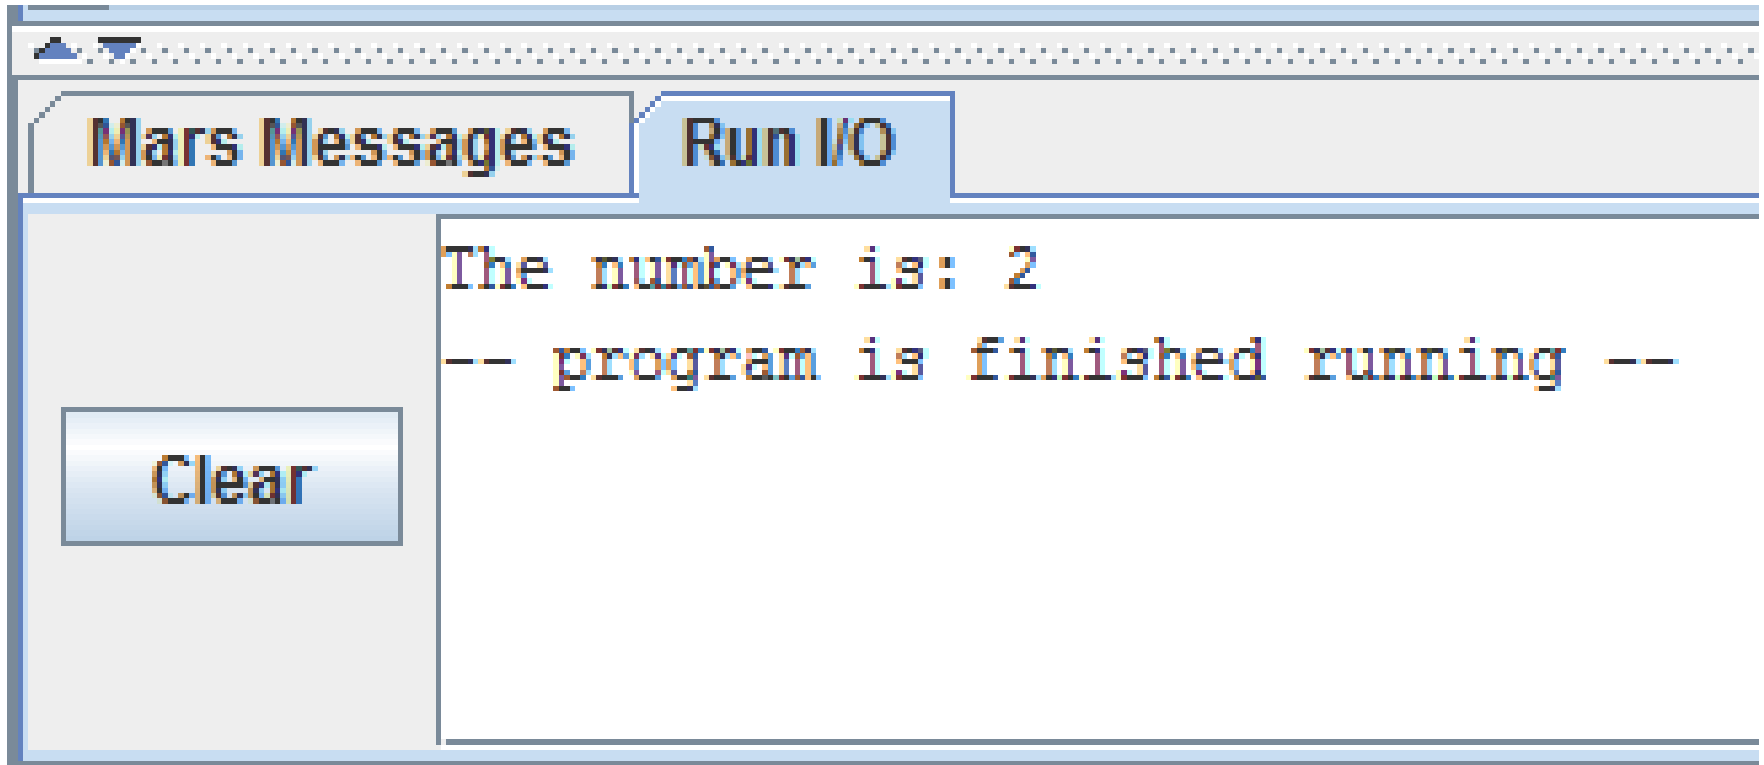 Mars Messages Run I/O
The number is: 2
-- program is finished running --
Clear